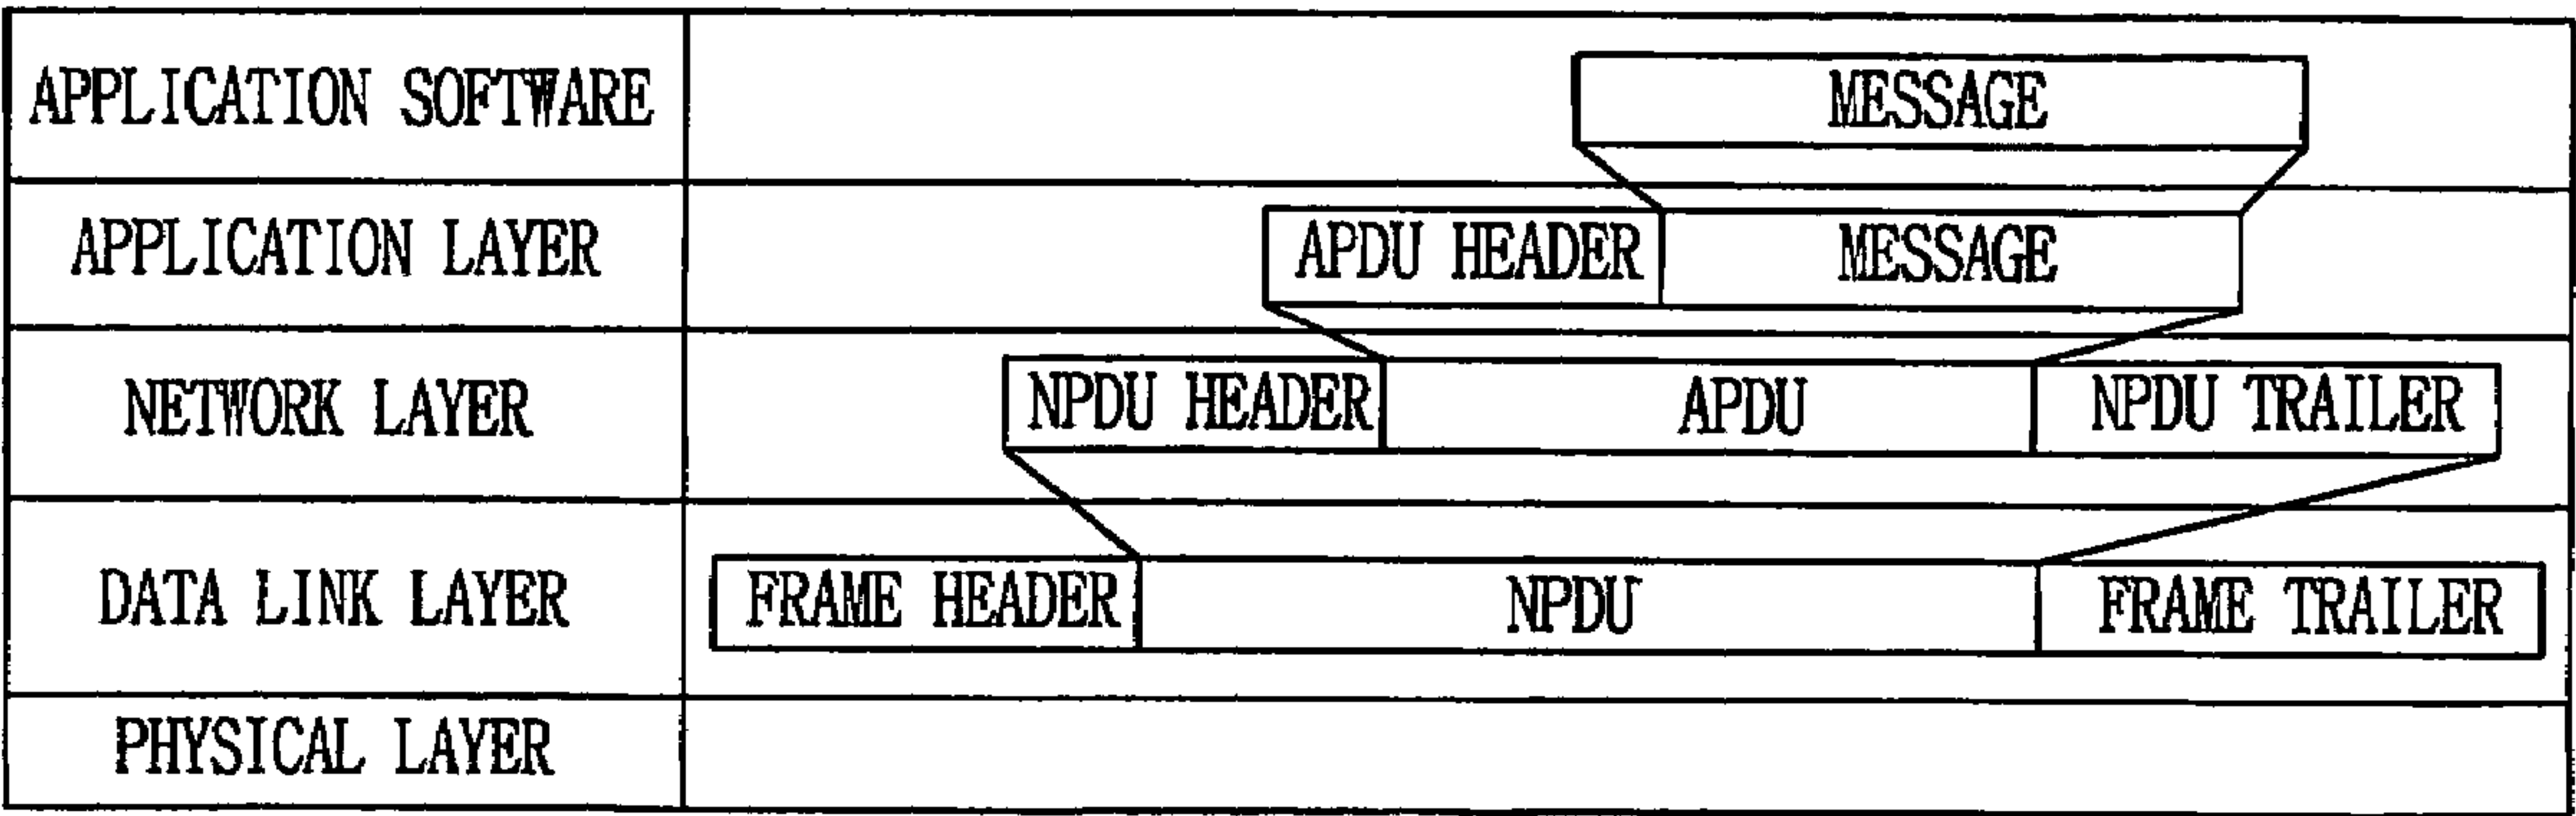 APPLICATION SOFTWARE
MESSAGE
APPLICATION LAYER
APDU HEADER
MESSAGE
NETWORK LAYER
NPDU HEADER
APDU
NPDU TRAILER
DATA LINK LAYER
FRAME HEADER
NPDU
FRAME TRAILER
PHYSICAL LAYER